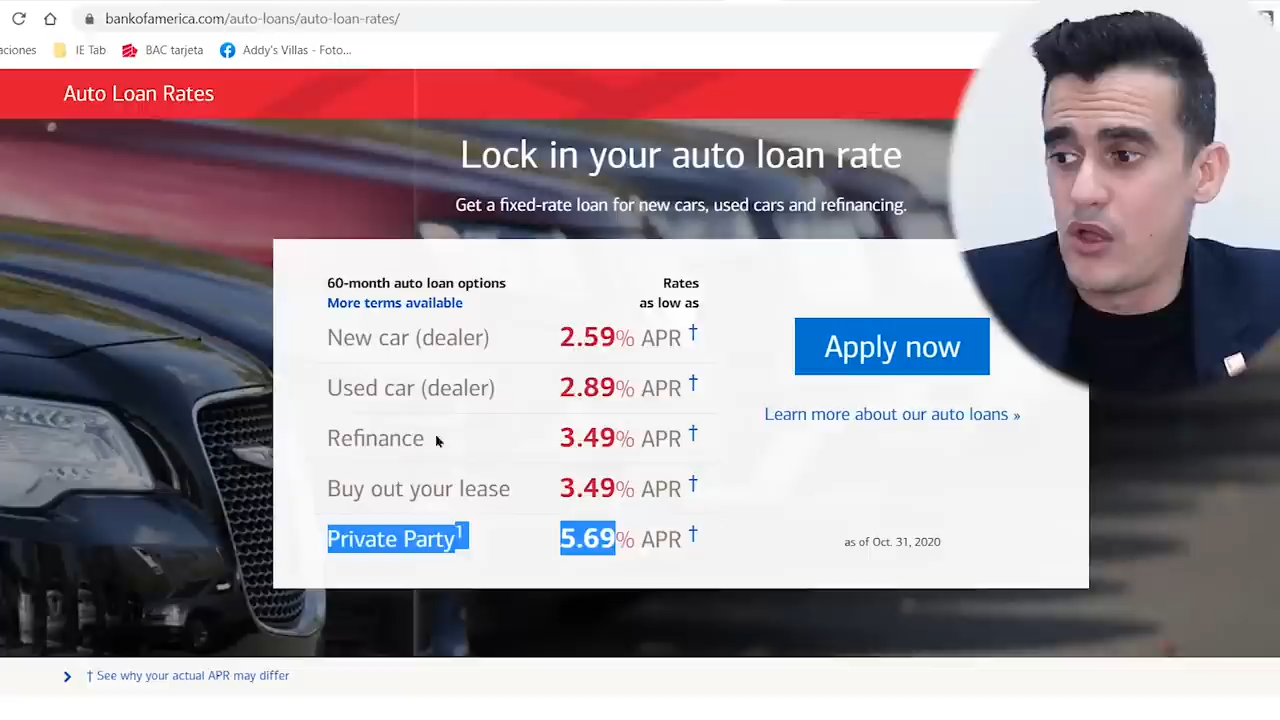 bankofamerica.com/auto-loans/auto-loan-rates/
aciones IE Tab BAC tarjeta Addy's Villas - Foto...
Auto Loan Rates
Lock in your auto loan rate
Get a fixed-rate loan for new cars, used cars and refinancing.
60-month auto loan options Rates
More terms available as low as
New car (dealer) 2.59% APR †
Used car (dealer) 2.89% APR †
Refinance 3.49% APR †
Buy out your lease 3.49% APR †
Private Party1 5.69% APR †
Apply now
Learn more about our auto loans »
as of Oct. 31, 2020
† See why your actual APR may differ